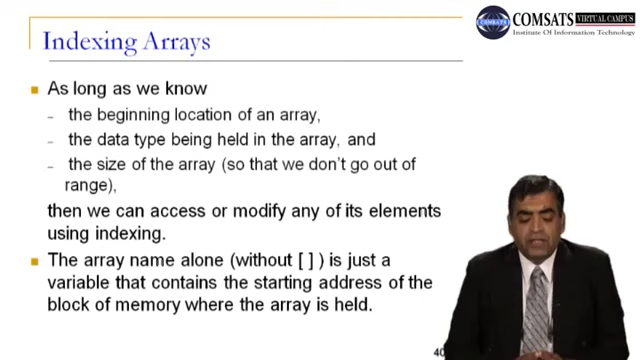 COMSATS VIRTUAL CAMPUS
Institute Of Information Technology
COMSATS
Indexing Arrays
As long as we know
– the beginning location of an array,
– the data type being held in the array, and
– the size of the array (so that we don't go out of
range),
then we can access or modify any of its elements
using indexing.
The array name alone (without [ ] ) is just a
variable that contains the starting address of the
block of memory where the array is held.
40